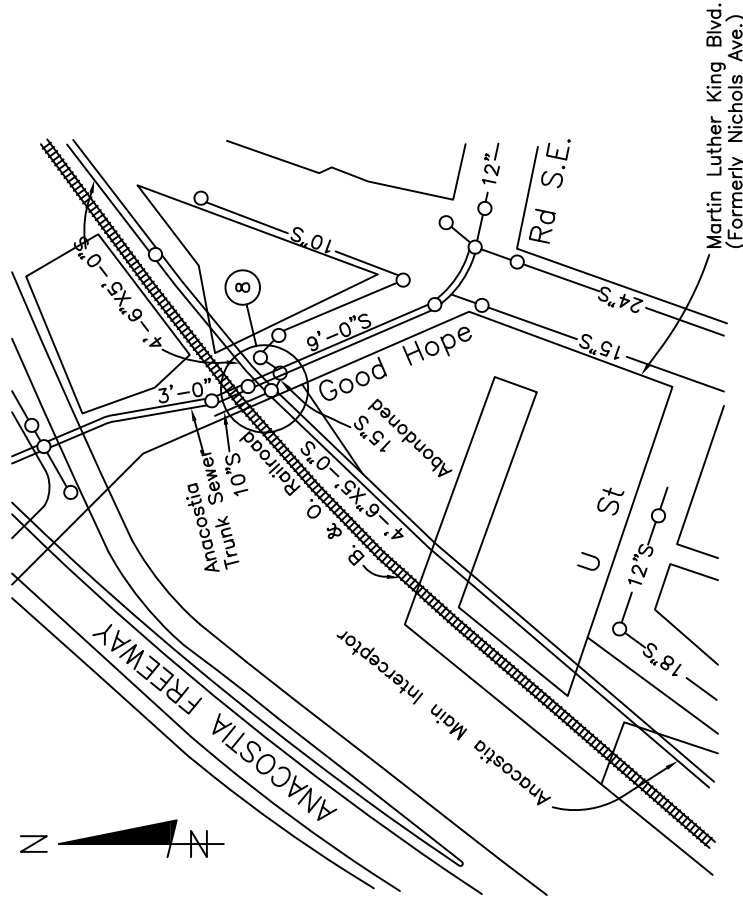 Martin Luther King Blvd.
(Formerly Nichols Ave.)
12"
Rd S.E.
10"S
8
24"S
15"S
6'-0"S
Good Hope
4'-6"X5'-0"S
3'-0"
15"S
Abondoned
Anacostia
Trunk Sewer
10"S
B. & O. Railroad
4'-6"X5'-0"S
U St
12"S
18"S
Anacostia Main Interceptor
ANACOSTIA FREEWAY
N
N